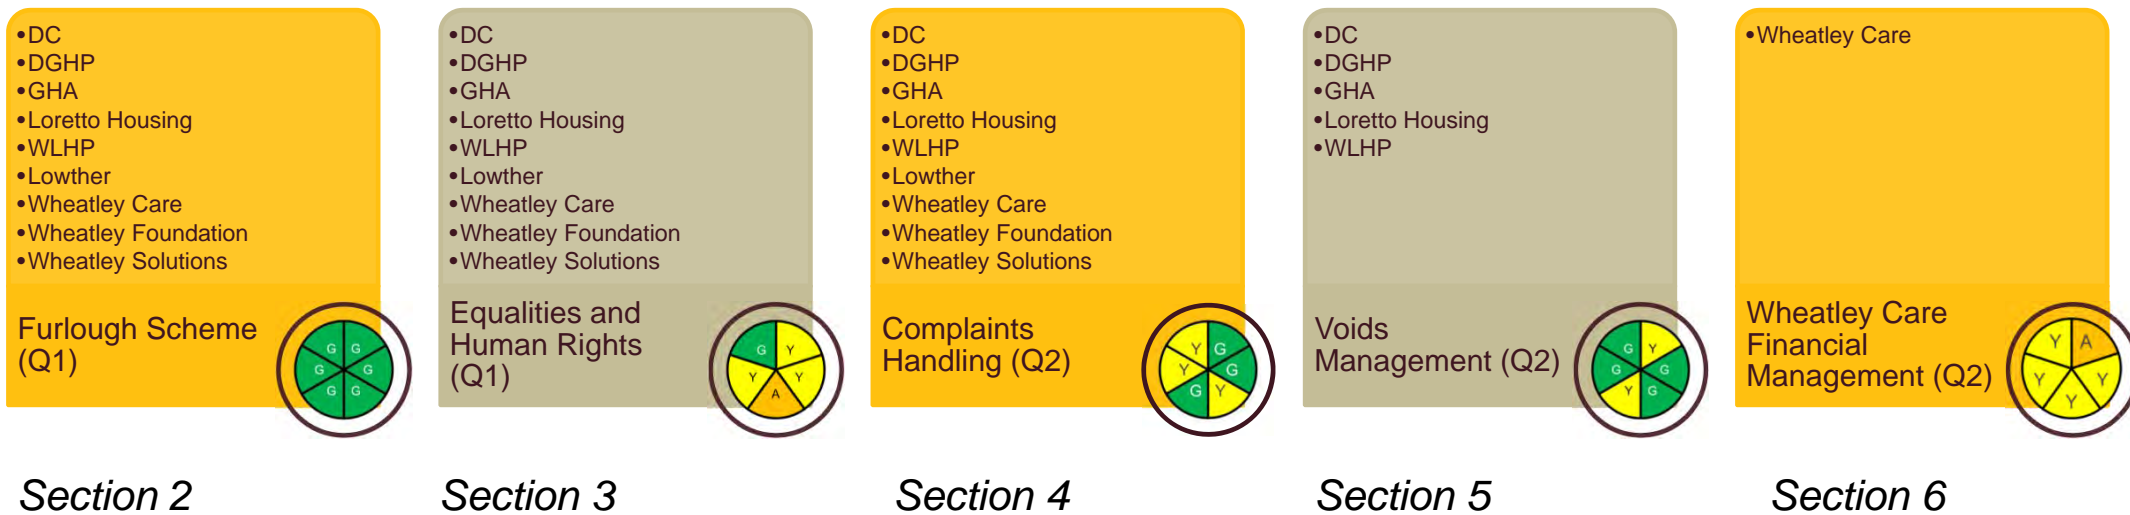 •DC
•DGHP
•GHA
•Loretto Housing
•WLHP
•Lowther
•Wheatley Care
•Wheatley Foundation
•Wheatley Solutions
Furlough Scheme
(Q1)
G G
G G
G G
Section 2
•DC
•DGHP
•GHA
•Loretto Housing
•WLHP
•Lowther
•Wheatley Care
•Wheatley Foundation
•Wheatley Solutions
Equalities and
Human Rights
(Q1)
G Y
Y Y
A
Section 3
•DC
•DGHP
•GHA
•Loretto Housing
•WLHP
•Lowther
•Wheatley Care
•Wheatley Foundation
•Wheatley Solutions
Complaints
Handling (Q2)
Y G
Y G
G Y
Section 4
•DC
•DGHP
•GHA
•Loretto Housing
•WLHP
Voids
Management (Q2)
G Y
G G
Y G
Section 5
•Wheatley Care
Wheatley Care
Financial
Management (Q2)
Y A
Y Y
Y
Section 6